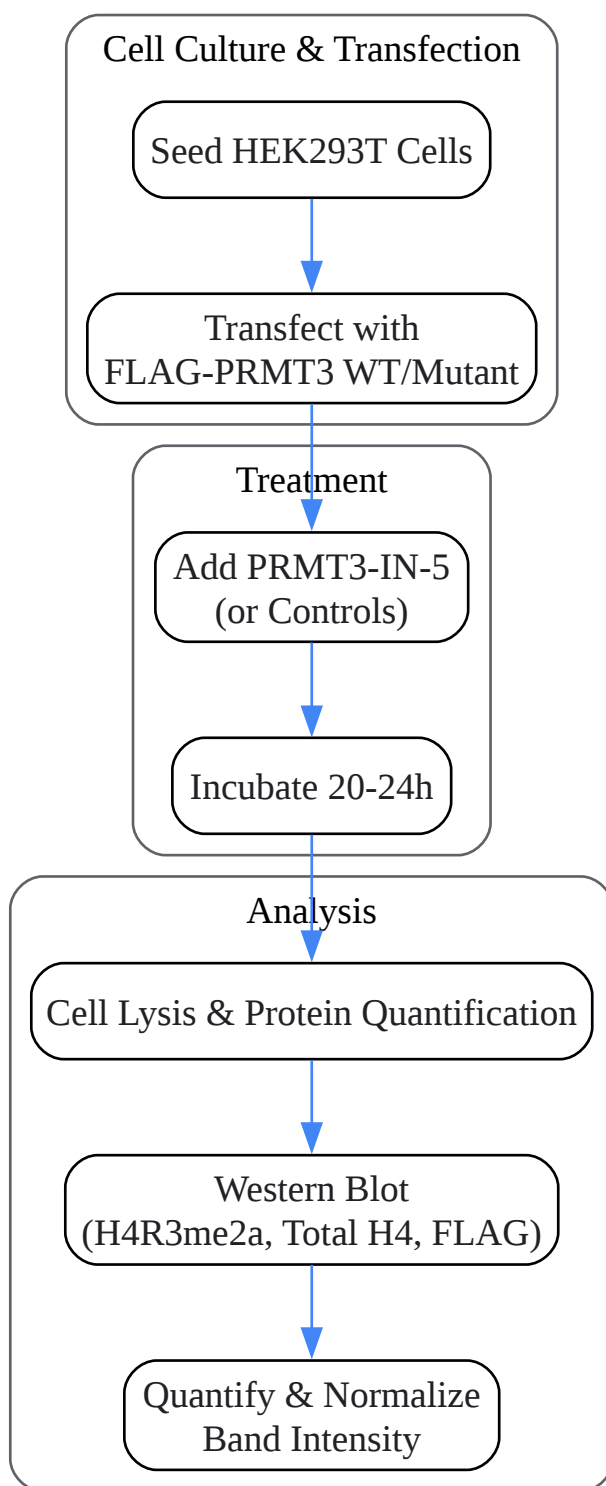 Cell Culture & Transfection
Seed HEK293T Cells
Transfect with
FLAG-PRMT3 WT/Mutant
Treatment
Add PRMT3-IN-5
(or Controls)
Incubate 20-24h
Analysis
Cell Lysis & Protein Quantification
Western Blot
(H4R3me2a, Total H4, FLAG)
Quantify & Normalize
Band Intensity